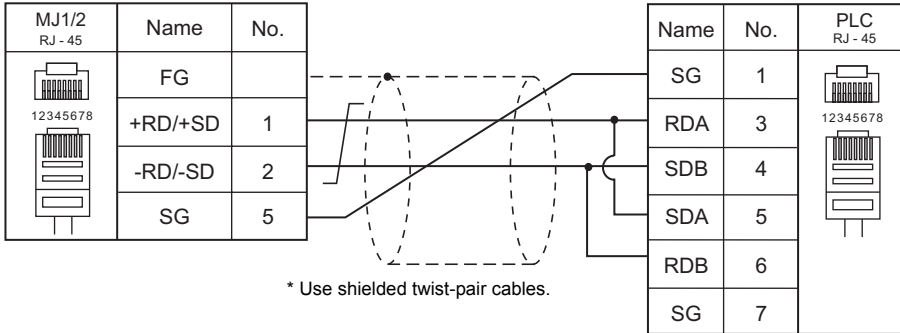 MJ1/2 Name No.
RJ - 45
FG
12345678
+RD/+SD 1
-RD/-SD 2
SG 5
* Use shielded twist-pair cables.
Name No. PLC
RJ - 45
SG 1
12345678
RDA 3
SDB 4
SDA 5
RDB 6
SG 7